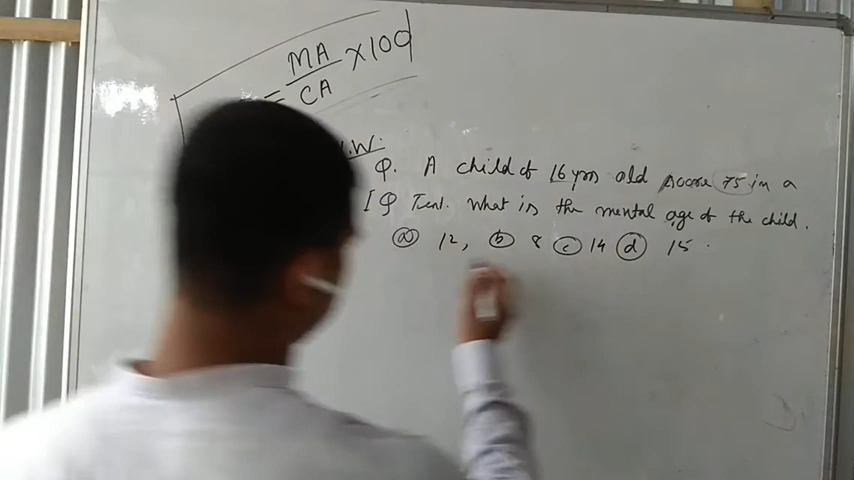 = MA/CA ×100
.W.
Q. A child of 16 yrs old score 75 in a
IQ Test. What is the mental age of the child.
(a) 12, (b) 8 (c) 14 (d) 15.